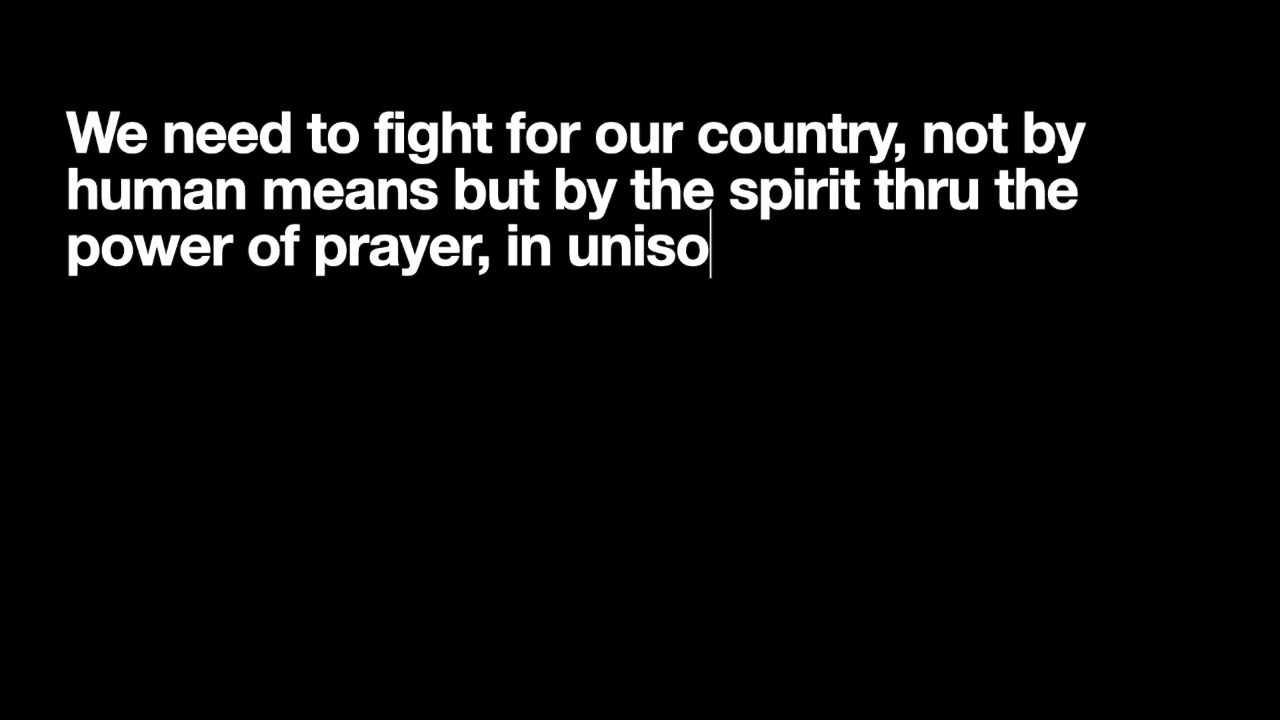 We need to fight for our country, not by
human means but by the spirit thru the
power of prayer, in uniso